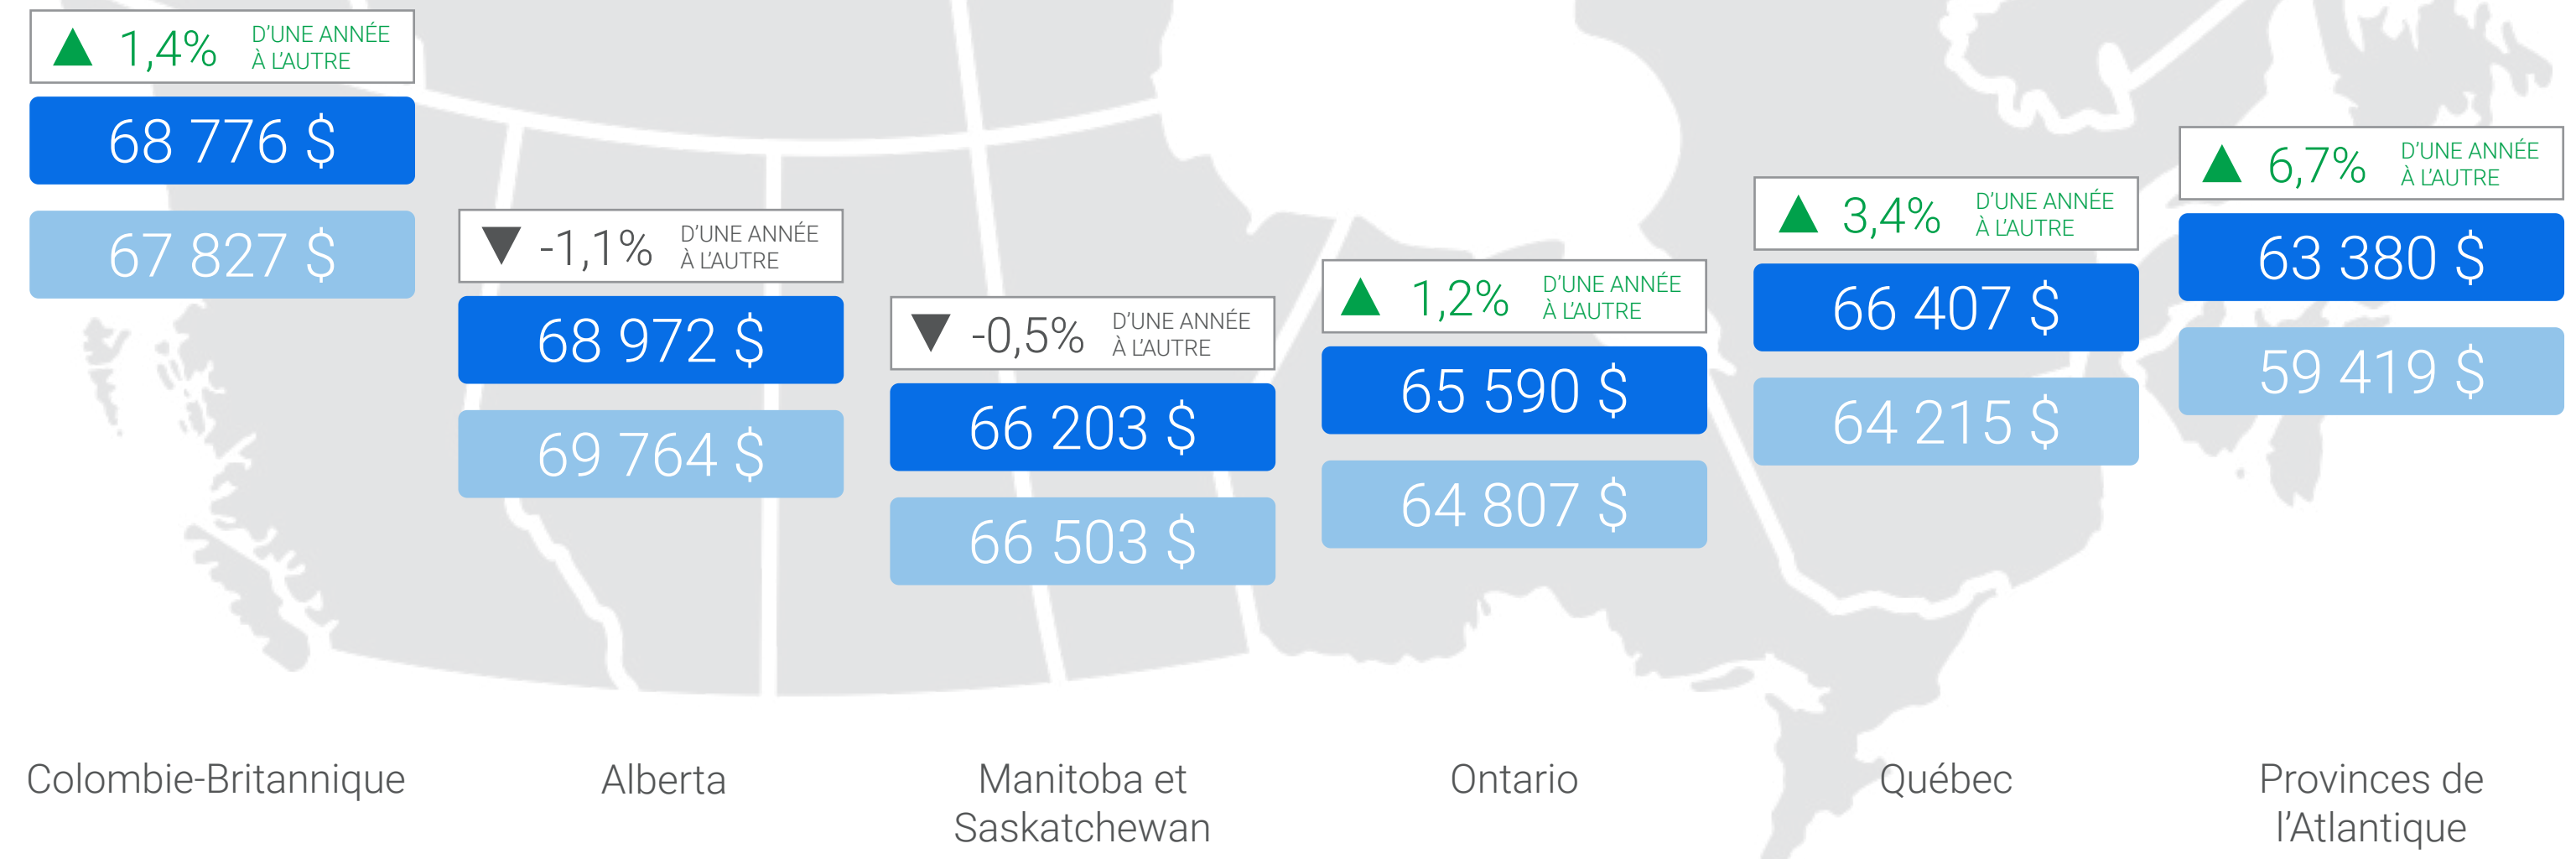 1,4%
D'UNE ANNÉE
À L'AUTRE
68 776 $
67 827 $
-1,1%
D'UNE ANNÉE
À L'AUTRE
68 972 $
69 764 $
-0,5%
D'UNE ANNÉE
À L'AUTRE
66 203 $
66 503 $
1,2%
D'UNE ANNÉE
À L'AUTRE
65 590 $
64 807 $
3,4%
D'UNE ANNÉE
À L'AUTRE
66 407 $
64 215 $
6,7%
D'UNE ANNÉE
À L'AUTRE
63 380 $
59 419 $
Colombie-Britannique
Alberta
Manitoba et
Saskatchewan
Ontario
Québec
Provinces de
l'Atlantique